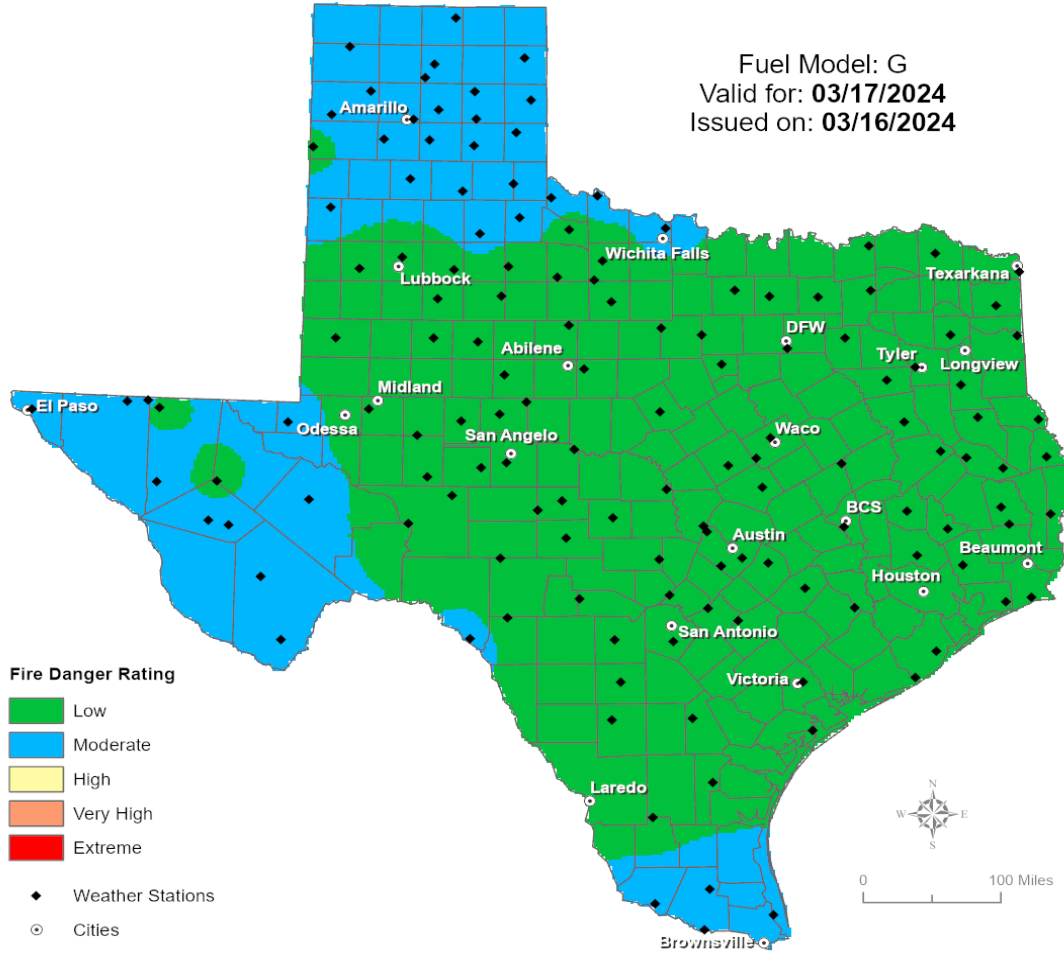 Fuel Model: G
Valid for: 03/17/2024
Issued on: 03/16/2024
Amarillo
Wichita Falls
Lubbock
Texarkana
DFW
Abilene
Tyler
Longview
Midland
El Paso
Odessa
Waco
San Angelo
BCS
Austin
Beaumont
Houston
San Antonio
Victoria
Laredo
Brownsville
Fire Danger Rating
Low
Moderate
High
Very High
Extreme
Weather Stations
Cities
N
W E
S
0 100 Miles